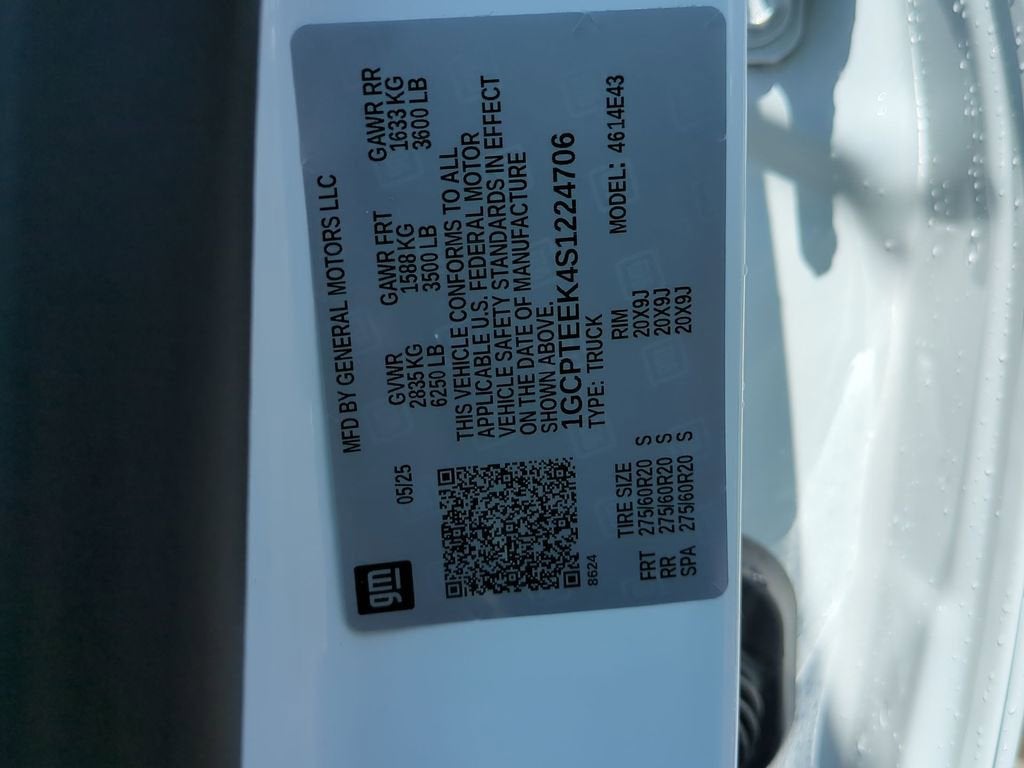 gm
MFD BY GENERAL MOTORS LLC
05/25
GVWR GAWR FRT GAWR RR
2835 KG 1588 KG 1633 KG
6250 LB 3500 LB 3600 LB
THIS VEHICLE CONFORMS TO ALL
APPLICABLE U.S. FEDERAL MOTOR
VEHICLE SAFETY STANDARDS IN EFFECT
ON THE DATE OF MANUFACTURE
SHOWN ABOVE.
1GCPTEEK4S1224706
TYPE: TRUCK MODEL: 4614E43
8624
TIRE SIZE RIM
FRT 275/60R20 S 20X9J
RR 275/60R20 S 20X9J
SPA 275/60R20 S 20X9J